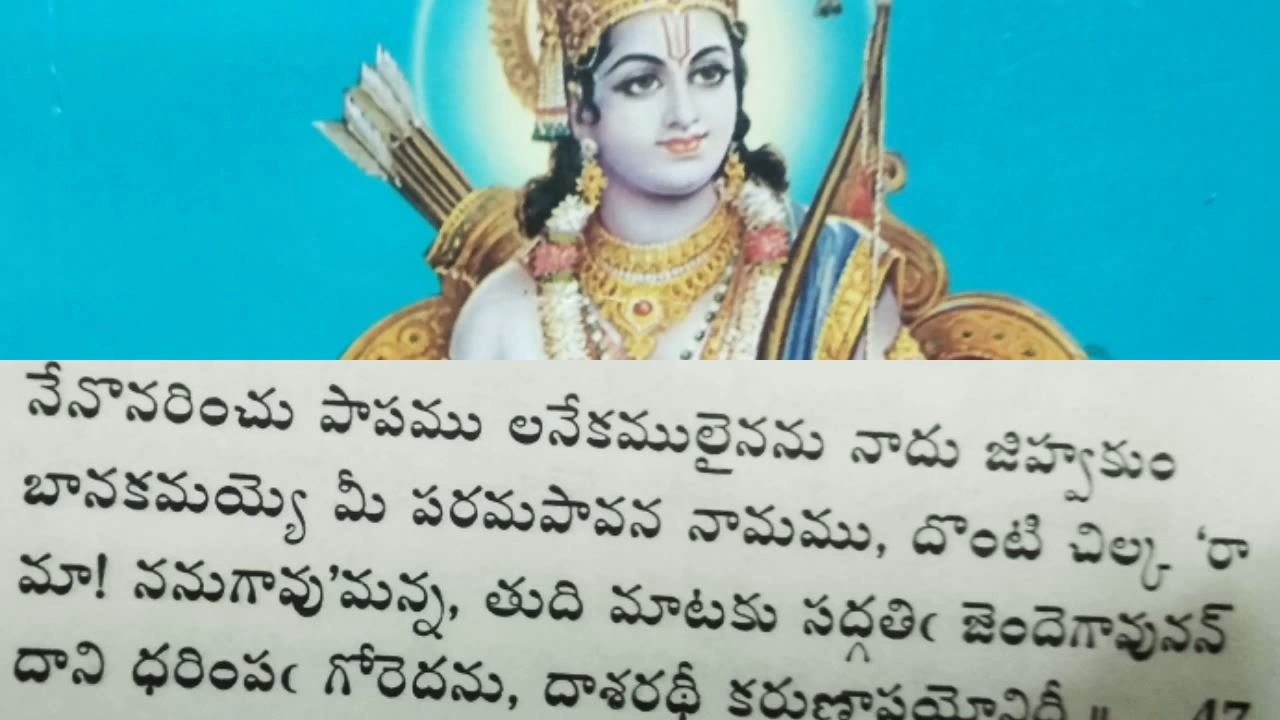 నేనొనరించు పాపము లనేకములైనను నాదు జిహ్వకుం
బానకమయ్యె మీ పరమపావన నామము, దొంటి చిల్క ‘రా
మా! ననుగావు’మన్న, తుది మాటకు సద్గతిఁ జెందెగావునన్
దాని ధరింపఁ గోరెదను, దాశరథీ కరుణాపయోనిధీ ॥ 47